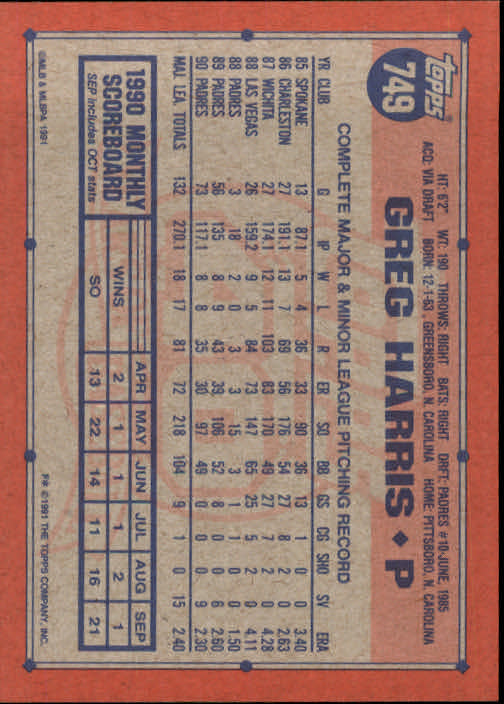 TOPPS®
749
HT: 6'2" WT: 190 THROWS: RIGHT BATS: RIGHT DRFT: PADRES #10-JUNE, 1985
ACQ: VIA DRAFT BORN: 12-1-63, GREENSBORO, N. CAROLINA HOME: PITTSBORO, N. CAROLINA
GREG HARRIS ♦ P
COMPLETE MAJOR & MINOR LEAGUE PITCHING RECORD
YR CLUB G IP W L R ER SO BB GS CG SHO SV ERA
85 SPOKANE 13 87.1 5 4 36 33 90 36 13 1 0 0 3.40
86 CHARLESTON 27 191.1 13 7 69 56 176 54 27 8 2 0 2.63
87 WICHITA 27 174.1 12 11 103 83 170 49 27 7 2 0 4.28
88 LAS VEGAS 26 159.2 9 5 84 73 147 65 25 5 2 0 4.11
88 PADRES 3 18 2 0 3 3 15 3 1 1 0 0 1.50
89 PADRES 56 135 8 9 43 39 106 52 8 0 0 6 2.60
90 PADRES 73 117.1 8 8 35 30 97 49 0 0 0 9 2.30
MAJ. LEA. TOTALS 132 270.1 18 17 81 72 218 104 9 1 0 15 2.40
1990 MONTHLY
SCOREBOARD
SEP includes OCT stats
APR MAY JUN JUL AUG SEP
WINS 2 1 1 1 2 1
SO 13 22 14 11 16 21
©MLB & MLBPA 1991
F* ©1991 THE TOPPS COMPANY, INC.